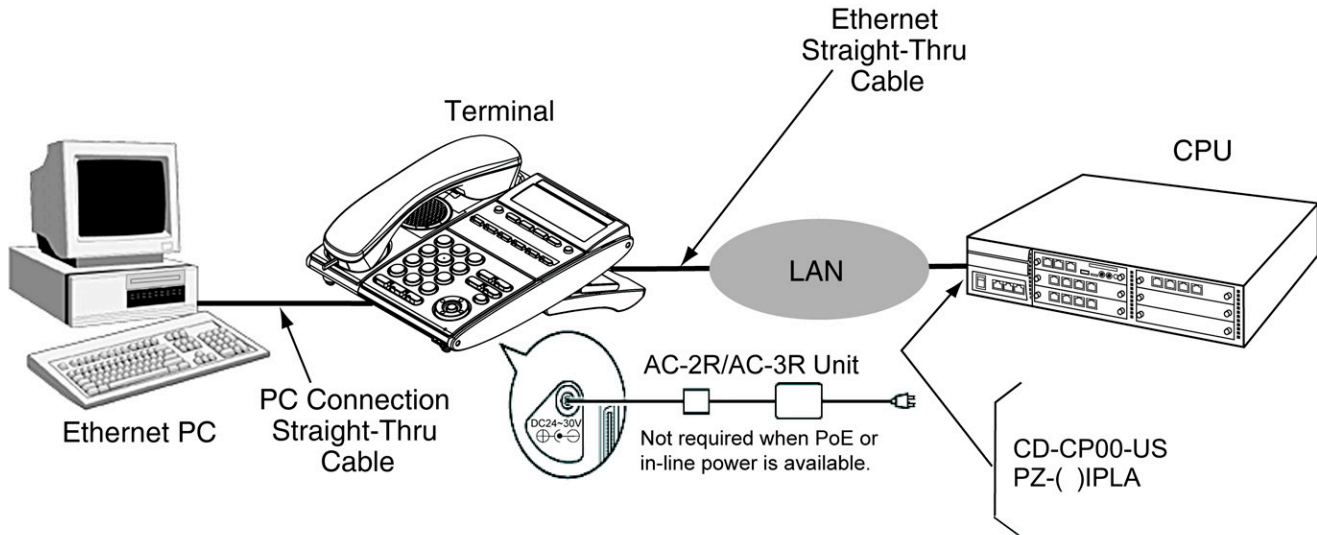 Ethernet
Straight-Thru
Cable
Terminal
CPU
LAN
AC-2R/AC-3R Unit
PC Connection
Straight-Thru
Cable
Ethernet PC
DC24~30V
Not required when PoE or
in-line power is available.
CD-CP00-US
PZ-( )IPLA